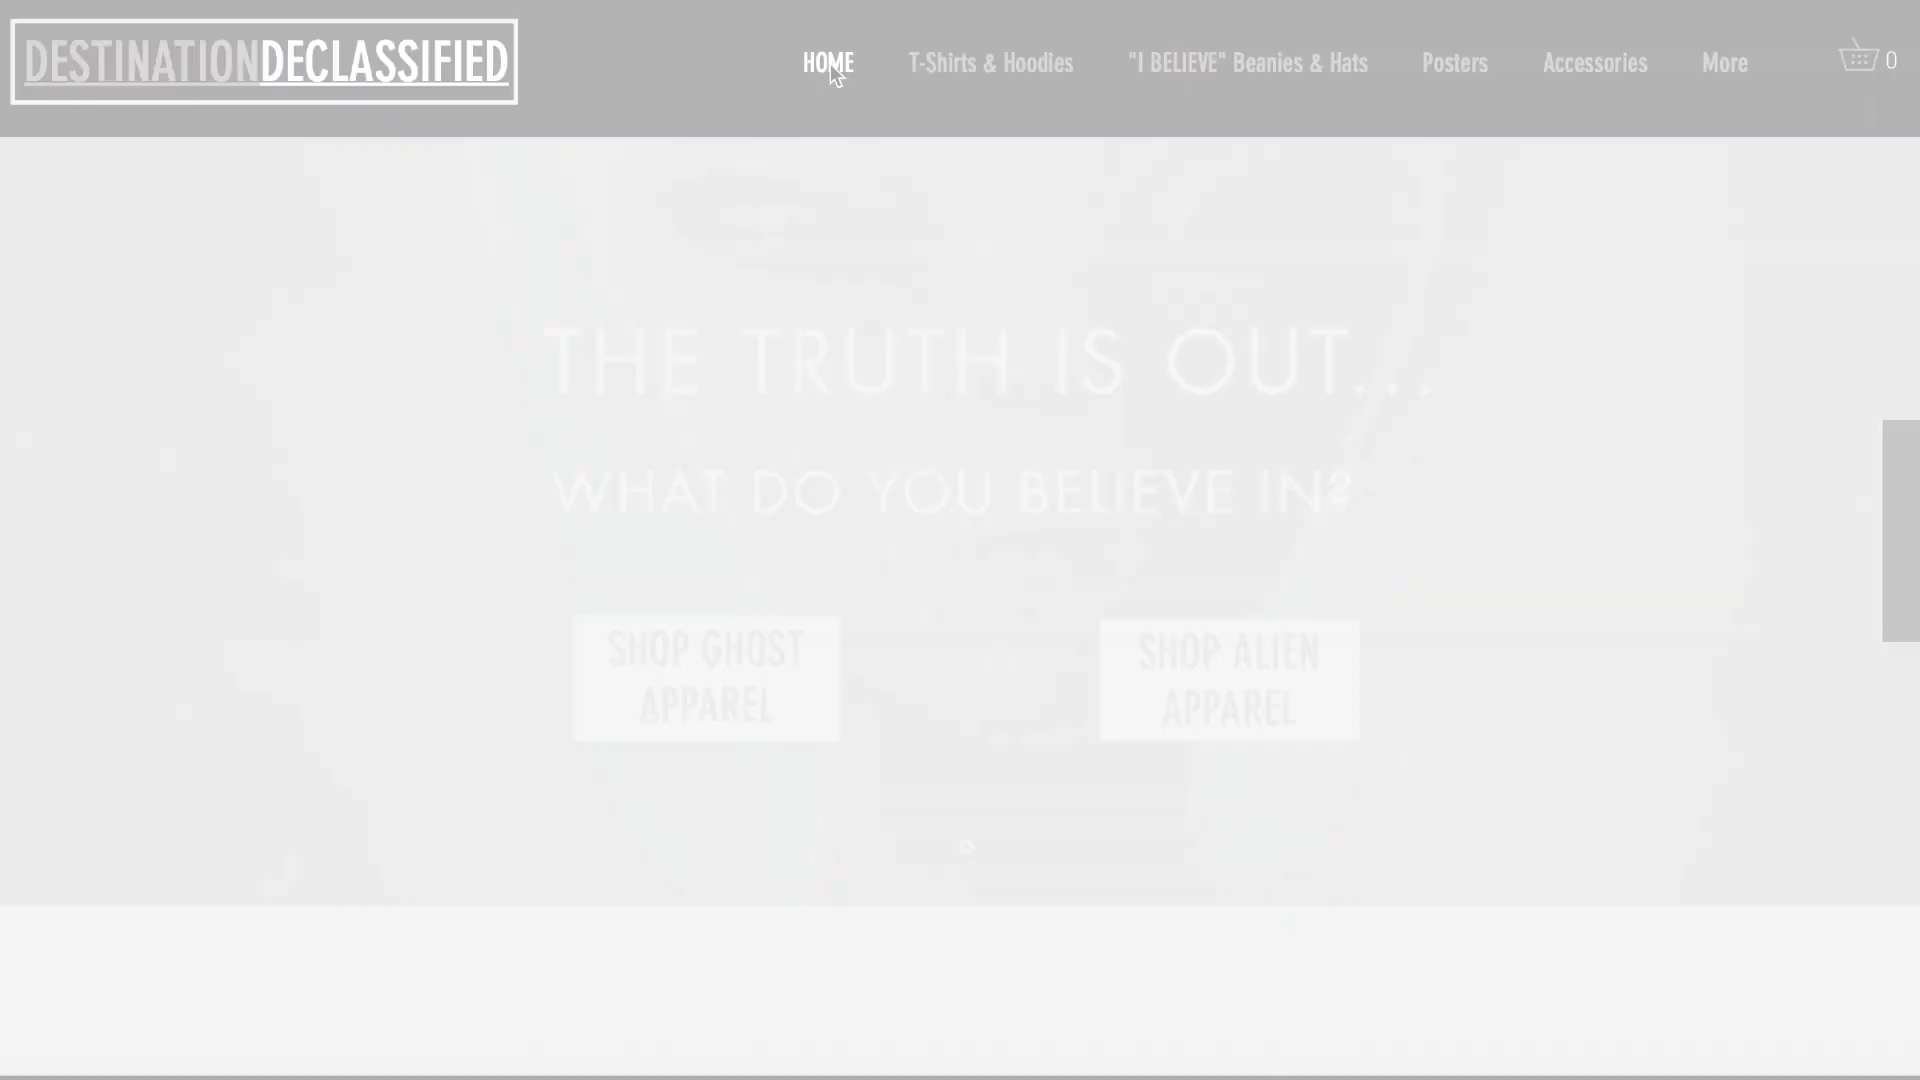 DESTINATIONDECLASSIFIED
HOME T-Shirts & Hoodies "I BELIEVE" Beanies & Hats Posters Accessories More 0
THE TRUTH IS OUT...
WHAT DO YOU BELIEVE IN?
SHOP GHOST
APPAREL
SHOP ALIEN
APPAREL